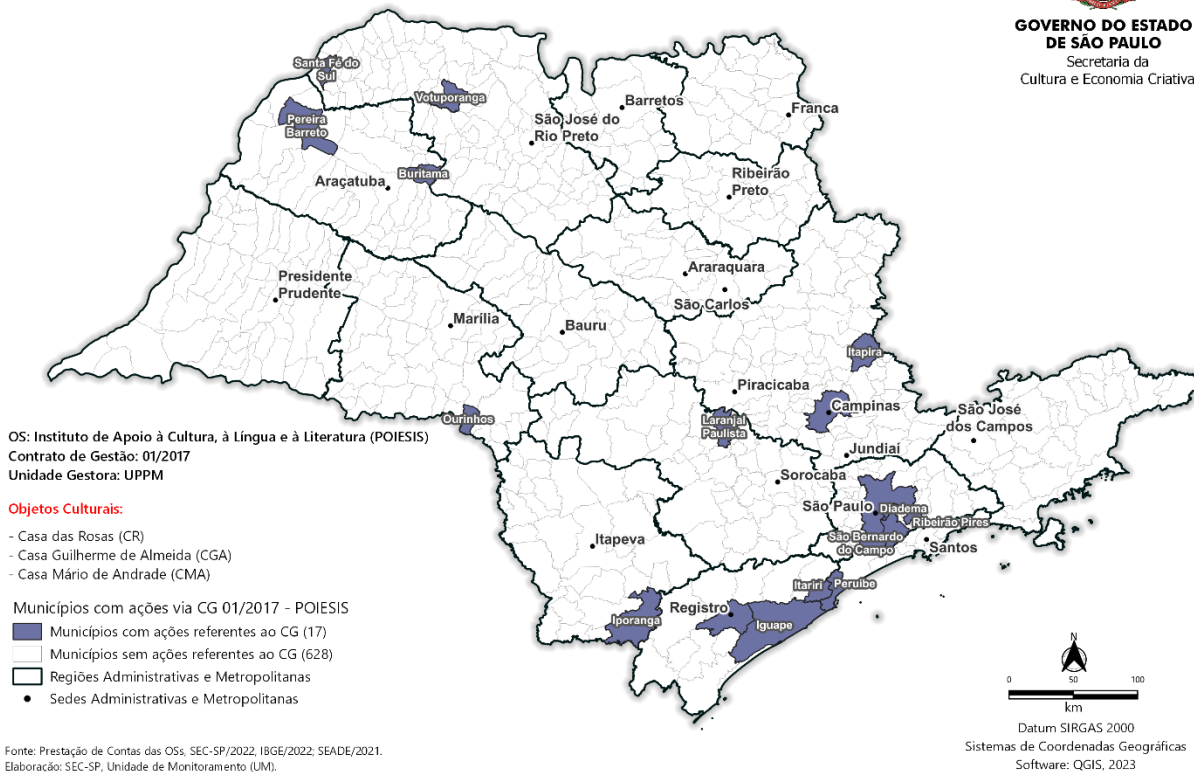 GOVERNO DO ESTADO
DE SÃO PAULO
Secretaria da
Cultura e Economia Criativa
Santa Fé do
Sul
Votuporanga
Barretos
Franca
Pereira
Barreto
São José do
Rio Preto
Buritama
Araçatuba
Ribeirão
Preto
Araraquara
São Carlos
Presidente
Prudente
Marília
Bauru
Itapira
Piracicaba
Campinas
Ourinhos
Laranjal
Paulista
São José
dos Campos
Jundiaí
Sorocaba
São Paulo
Diadema
Ribeirão Pires
São Bernardo
do Campo
Santos
Itapeva
Itariri
Peruíbe
Registro
Iporanga
Iguape
OS: Instituto de Apoio à Cultura, à Língua e à Literatura (POIESIS)
Contrato de Gestão: 01/2017
Unidade Gestora: UPPM
Objetos Culturais:
- Casa das Rosas (CR)
- Casa Guilherme de Almeida (CGA)
- Casa Mário de Andrade (CMA)
Municípios com ações via CG 01/2017 - POIESIS
Municípios com ações referentes ao CG (17)
Municípios sem ações referentes ao CG (628)
Regiões Administrativas e Metropolitanas
Sedes Administrativas e Metropolitanas
N
0 50 100
km
Datum SIRGAS 2000
Sistemas de Coordenadas Geográficas
Software: QGIS, 2023
Fonte: Prestação de Contas das OSs, SEC-SP/2022, IBGE/2022; SEADE/2021.
Elaboração: SEC-SP, Unidade de Monitoramento (UM).